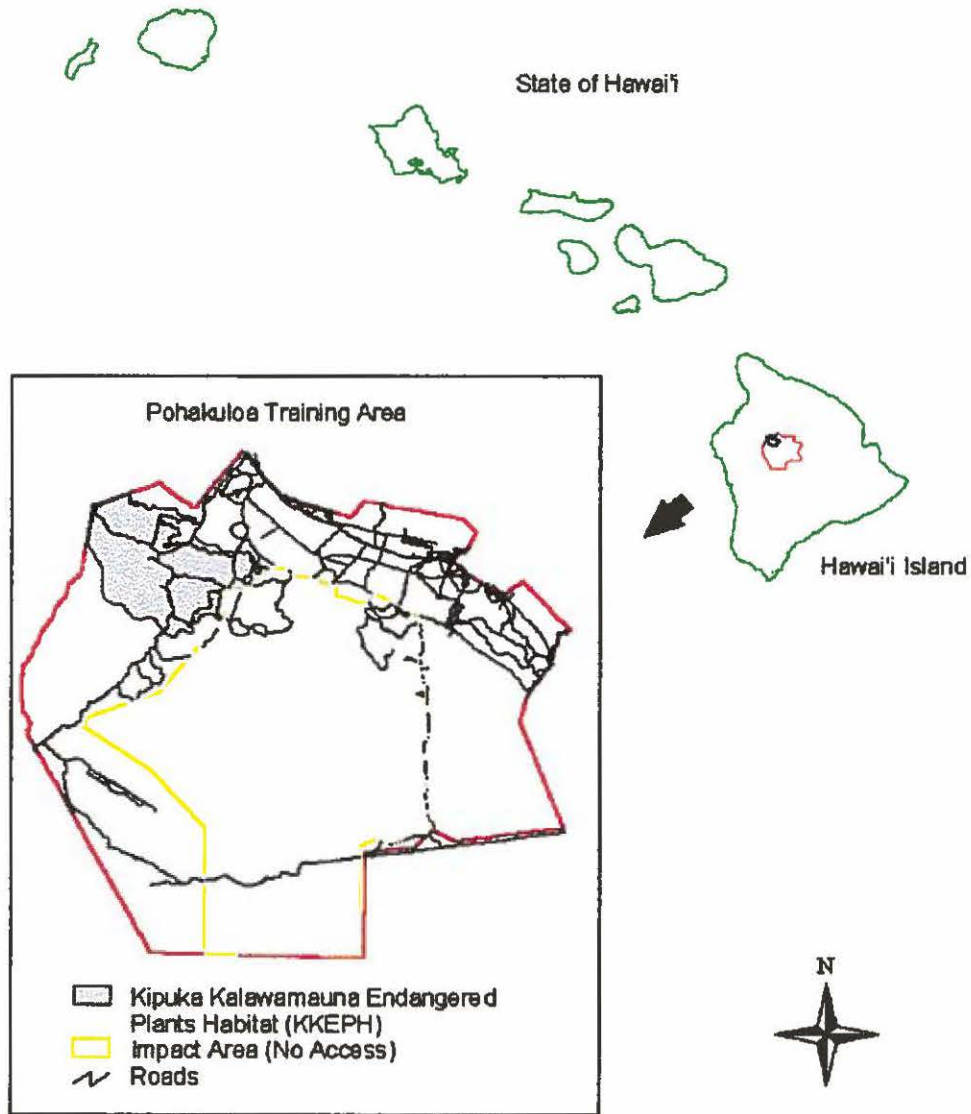 State of Hawai'i
Pohakuloa Training Area
Hawai'i Island
Kipuka Kalawamauna Endangered
Plants Habitat (KKEPH)
Impact Area (No Access)
Roads
N